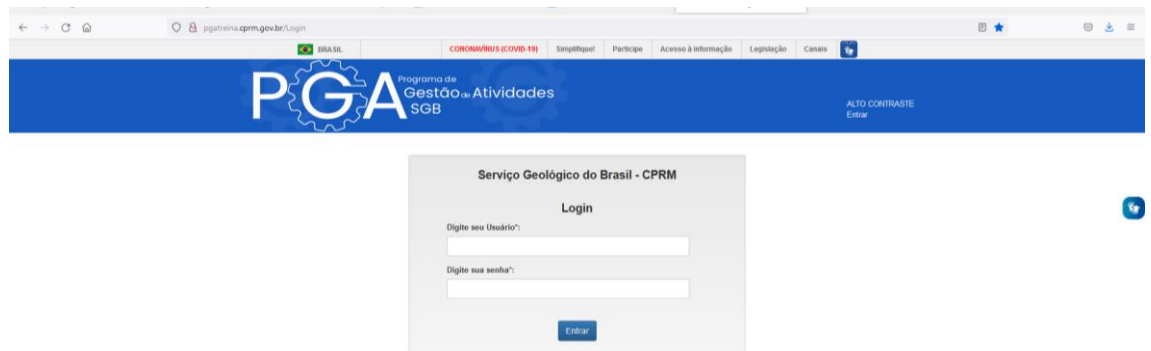 pgatreina.cprm.gov.br/Login
BRASIL CORONAVÍRUS (COVID-19) Simplifique! Participe Acesso à informação Legislação Canais
PGA
Programa de
Gestão de Atividades
SGB
ALTO CONTRASTE
Entrar
Serviço Geológico do Brasil - CPRM
Login
Digite seu Usuário*:
Digite sua senha*:
Entrar